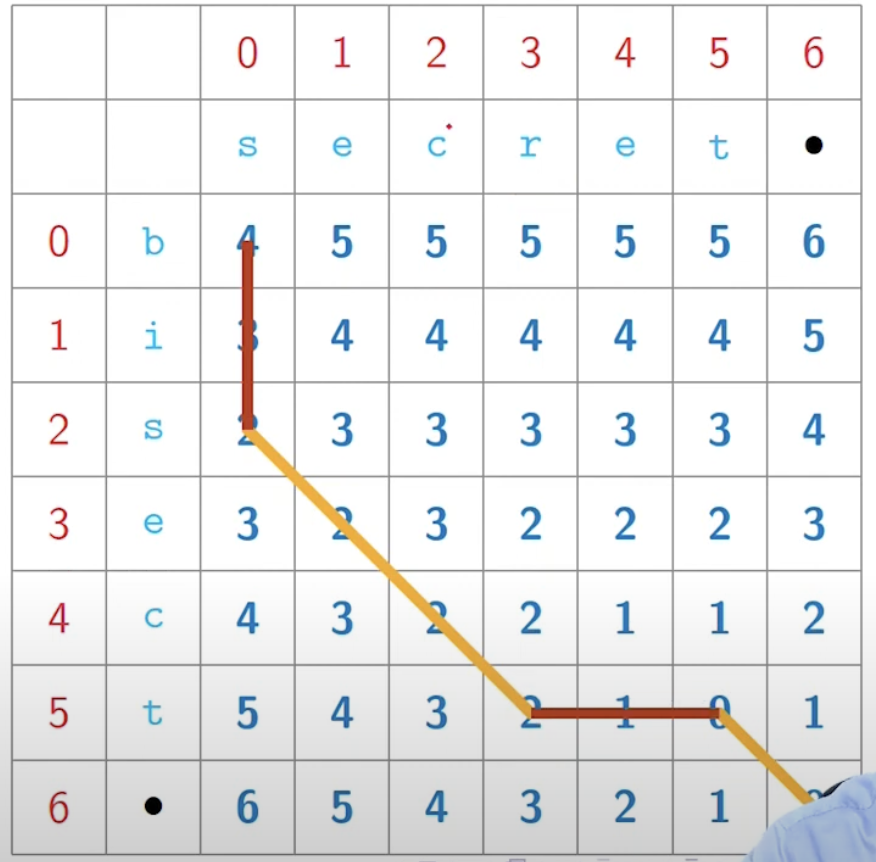 0 1 2 3 4 5 6
s e c r e t •
0 b 4 5 5 5 5 5 6
1 i 3 4 4 4 4 4 5
2 s 2 3 3 3 3 3 4
3 e 3 2 3 2 2 2 3
4 c 4 3 2 2 1 1 2
5 t 5 4 3 2 1 0 1
6 • 6 5 4 3 2 1